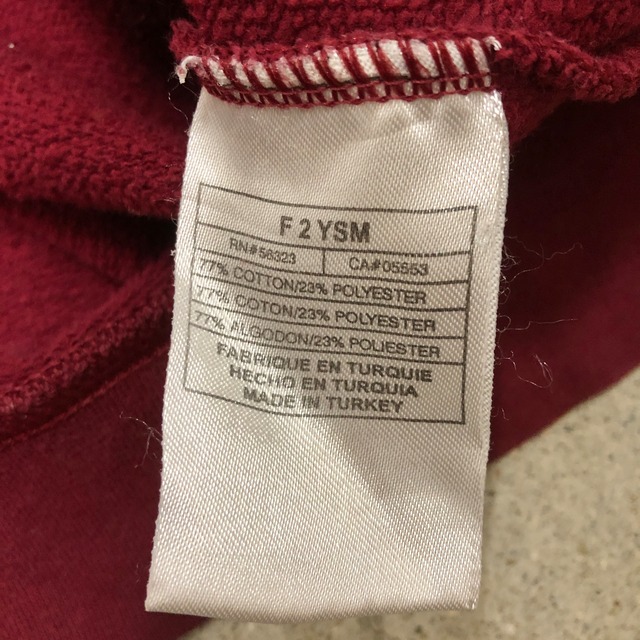 F 2 YSM
RN#56323 CA#05553
77% COTTON/23% POLYESTER
77% COTON/23% POLYESTER
77% ALGODON/23% POLIESTER
FABRIQUE EN TURQUIE
HECHO EN TURQUIA
MADE IN TURKEY